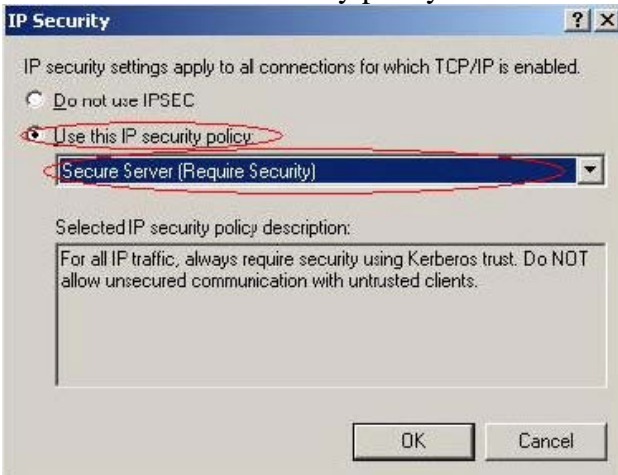 IP Security
IP security settings apply to all connections for which TCP/IP is enabled.
Do not use IPSEC
Use this IP security policy:
Secure Server (Require Security)
Selected IP security policy description:
For all IP traffic, always require security using Kerberos trust. Do NOT
allow unsecured communication with untrusted clients.
OK
Cancel